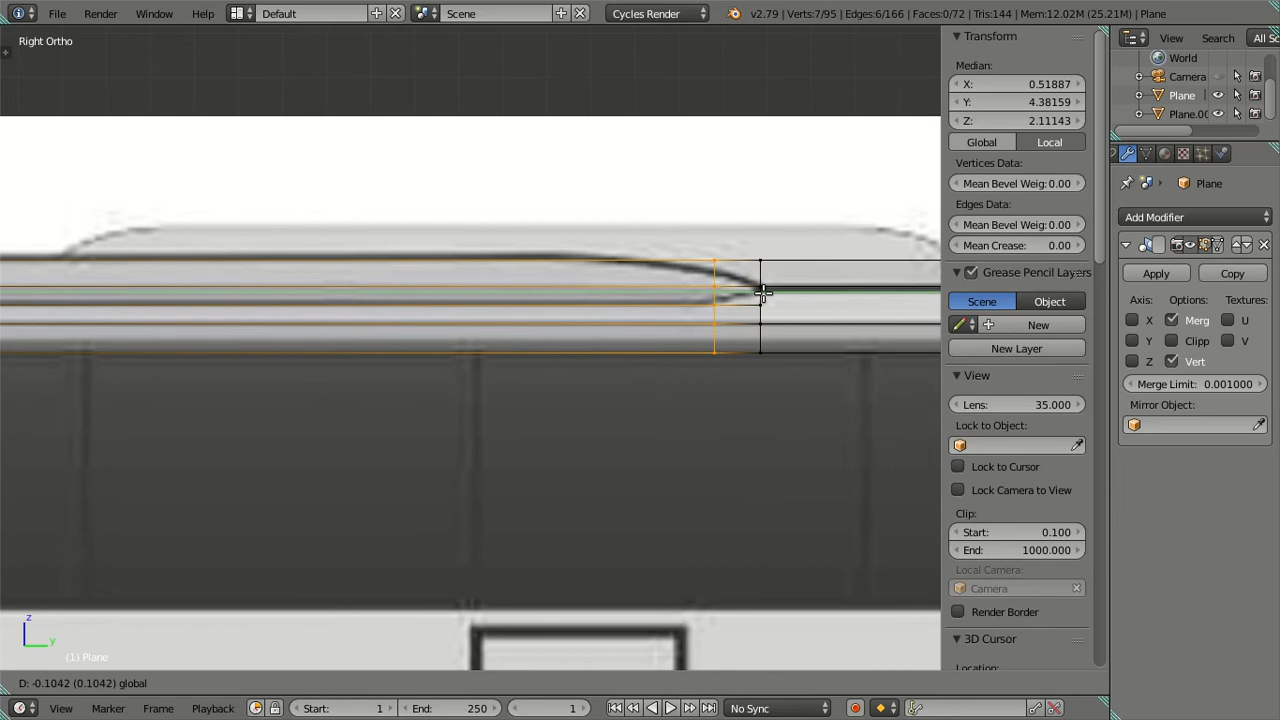 File Render Window Help Default Scene Cycles Render v2.79 | Verts:7/95 | Edges:6/166 | Faces:0/72 | Tris:144 | Mem:12.02M (25.21M) | Plane
Right Ortho
Transform
Median:
X: 0.51887
Y: 4.38159
Z: 2.11143
Global Local
Vertices Data:
Mean Bevel Weig: 0.00
Edges Data:
Mean Bevel Weig: 0.00
Mean Crease: 0.00
Grease Pencil Layers
Scene Object
New
New Layer
View
Lens: 35.000
Lock to Object:
Lock to Cursor
Lock Camera to View
Clip:
Start: 0.100
End: 1000.000
Local Camera:
Camera
Render Border
3D Cursor
Location:
View Search All Sc
World
Camera
Plane
Plane.00
Plane
Add Modifier
Apply Copy
Axis: Options: Textures:
X Merg U
Y Clipp V
Z Vert
Merge Limit: 0.001000
Mirror Object:
z
y
(1) Plane
D: -0.1042 (0.1042) global
View Marker Frame Playback Start: 1 End: 250 1 No Sync